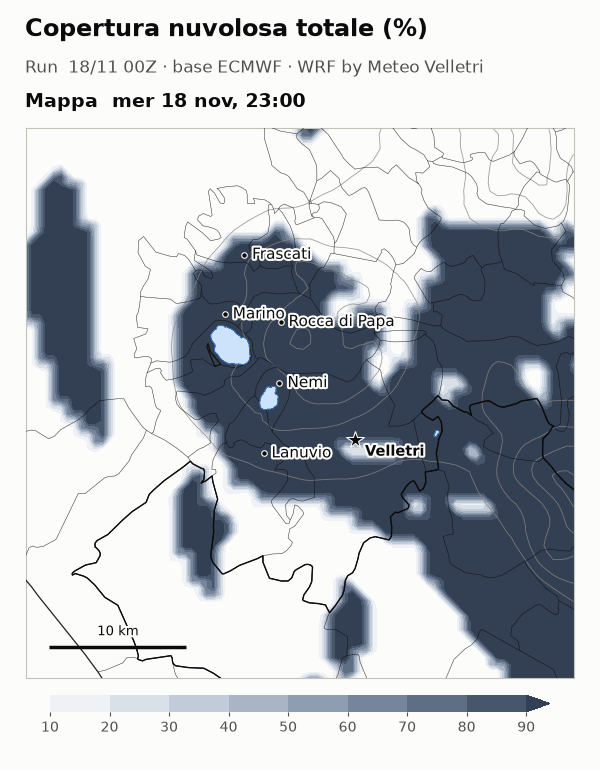 Copertura nuvolosa totale (%)
Run  18/11 00Z · base ECMWF · WRF by Meteo Velletri
Mappa  mer 18 nov, 23:00
Frascati
Marino
Rocca di Papa
Nemi
Velletri
Lanuvio
10 km
10 20 30 40 50 60 70 80 90